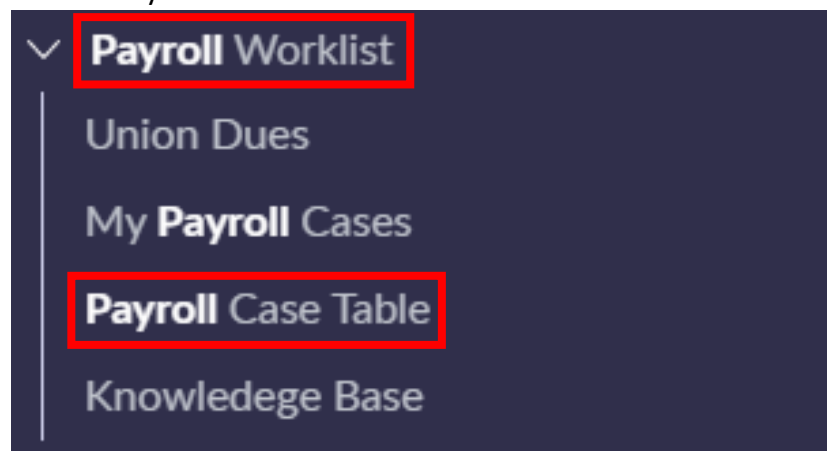 Payroll Worklist
Union Dues
My Payroll Cases
Payroll Case Table
Knowledege Base